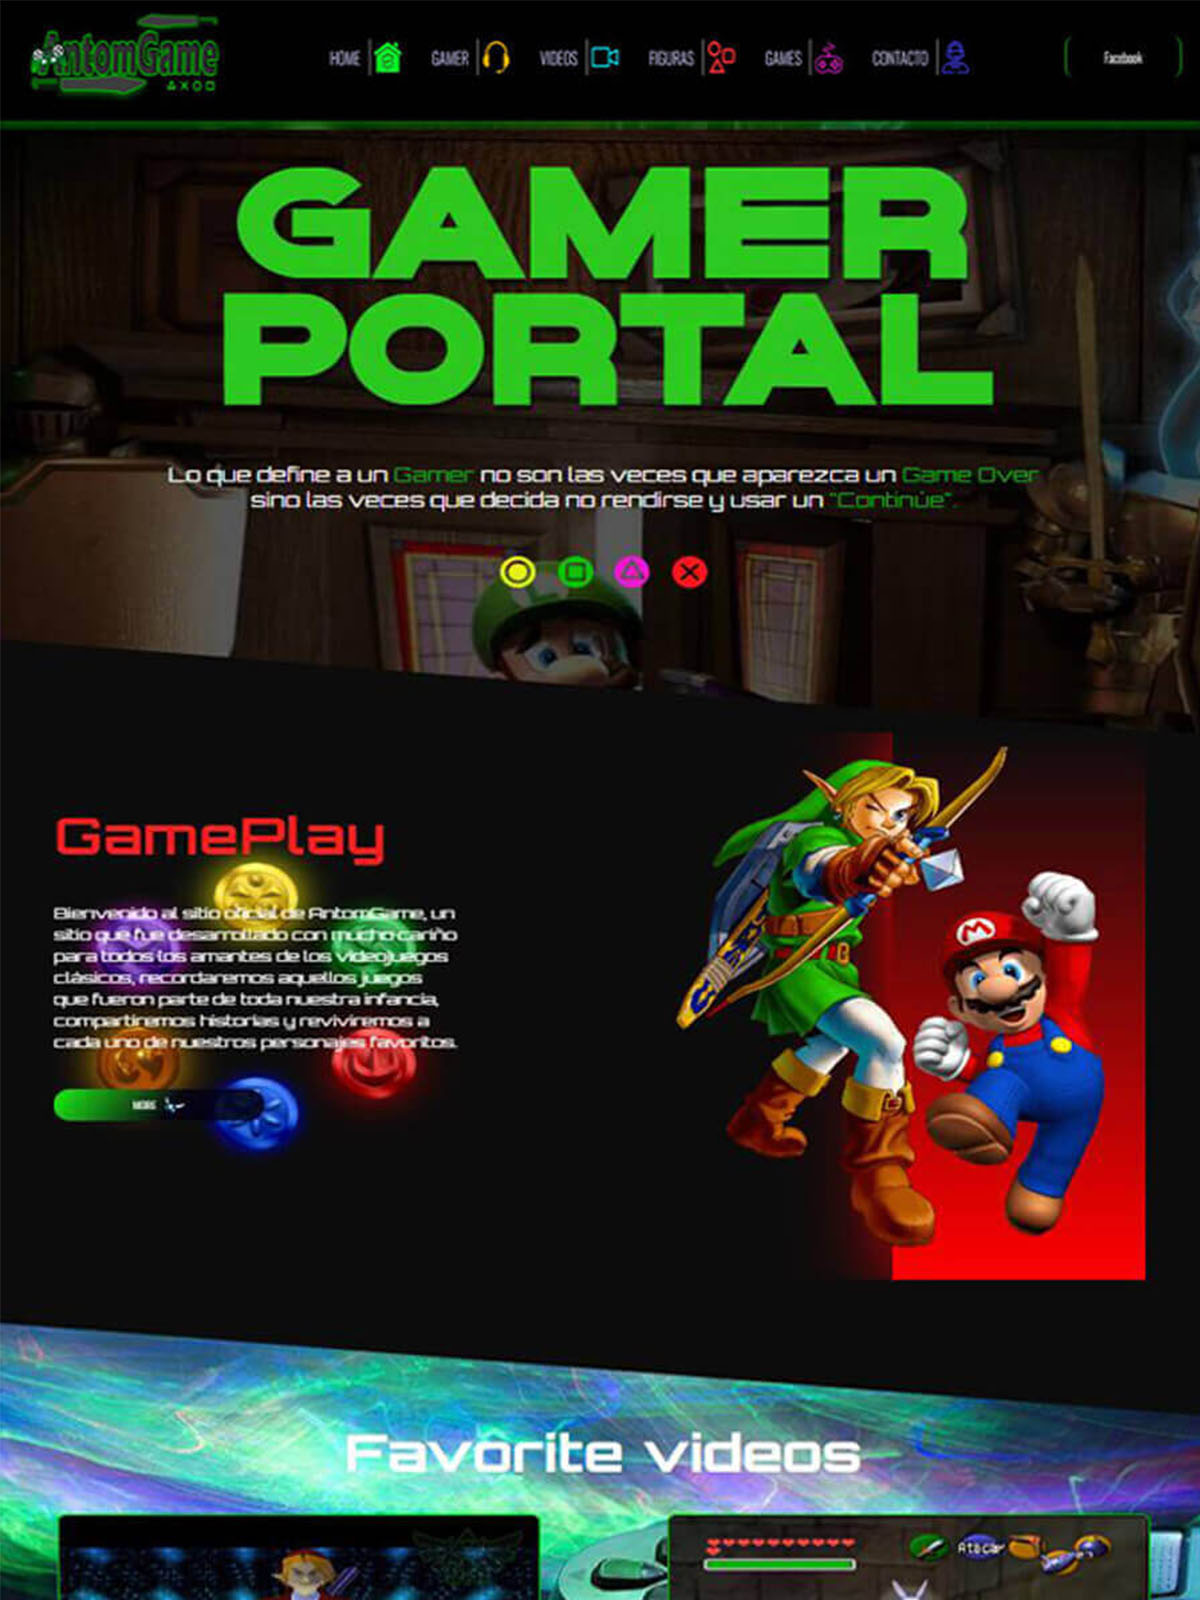 AntomGame
HOME
GAMER
VIDEOS
FIGURAS
GAMES
CONTACTO
Facebook
GAMER
PORTAL
Lo que define a un Gamer no son las veces que aparezca un Game Over
sino las veces que decida no rendirse y usar un "Continúe".
GamePlay
Bienvenido al sitio oficial de AntomGame, un
sitio que fue desarrollado con mucho cariño
para todos los amantes de los videojuegos
clásicos, recordaremos aquellos juegos
que fueron parte de toda nuestra infancia,
compartiremos historias y reviviremos a
cada uno de nuestros personajes favoritos.
MORE
Favorite videos
Atacar